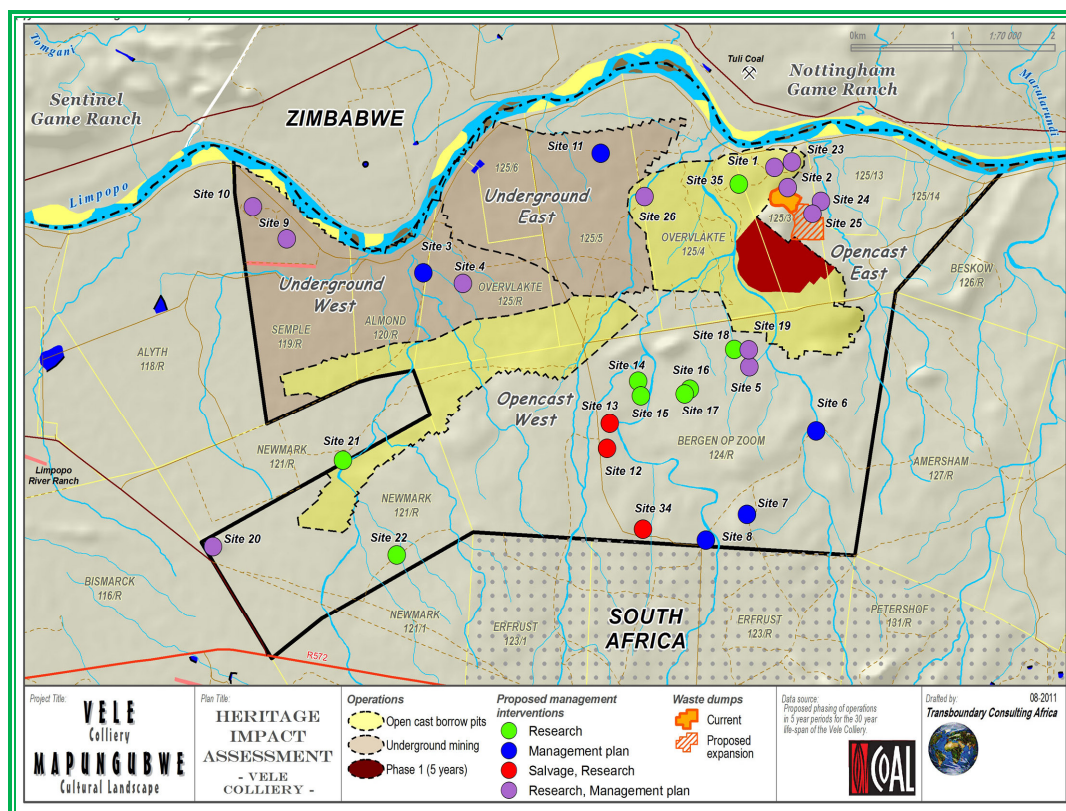 Tomgani
Sentinel
Game Ranch
ZIMBABWE
Tuli Coal
Nottingham
Game Ranch
0km 1 1:70 000 2
Marularundi
Limpopo
Site 10
Site 9
Site 11
125/6
Underground
East
125/5
Site 26
Site 35
Site 1
Site 23
Site 2
Site 24
Site 25
125/3
125/13
125/14
OVERVLAKTE
125/4
Opencast
East
BESKOW
126/R
Site 3
Site 4
OVERVLAKTE
125/R
Underground
West
SEMPLE
119/R
ALMOND
120/R
ALYTH
118/R
Site 18
Site 19
Site 5
Site 14
Site 15
Site 16
Site 17
Site 13
Site 12
Opencast
West
Site 6
BERGEN OP ZOOM
124/R
AMERSHAM
127/R
NEWMARK
121/R
Site 21
Limpopo
River Ranch
NEWMARK
121/R
Site 34
Site 7
Site 8
Site 20
Site 22
BISMARCK
116/R
NEWMARK
121/1
ERFRUST
123/1
SOUTH
AFRICA
ERFRUST
123/R
PETERSHOF
131/R
R572
Project Title:
VELE
Colliery
MAPUNGUBWE
Cultural Landscape
Plan Title:
HERITAGE
IMPACT
ASSESSMENT
- VELE
COLLIERY -
Operations
Open cast borrow pits
Underground mining
Phase 1 (5 years)
Proposed management
interventions
Research
Management plan
Salvage, Research
Research, Management plan
Waste dumps
Current
Proposed
expansion
Data source:
Proposed phasing of operations
in 5 year periods for the 30 year
life-span of the Vele Colliery.
COAL
Drafted by: 08-2011
Transboundary Consulting Africa